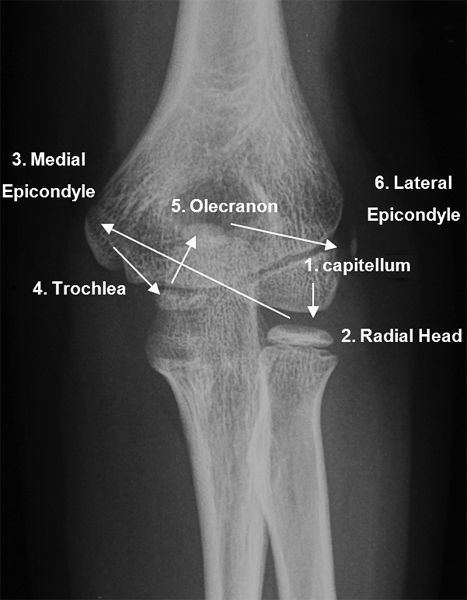 3. Medial
Epicondyle
5. Olecranon
6. Lateral
Epicondyle
1. capitellum
4. Trochlea
2. Radial Head